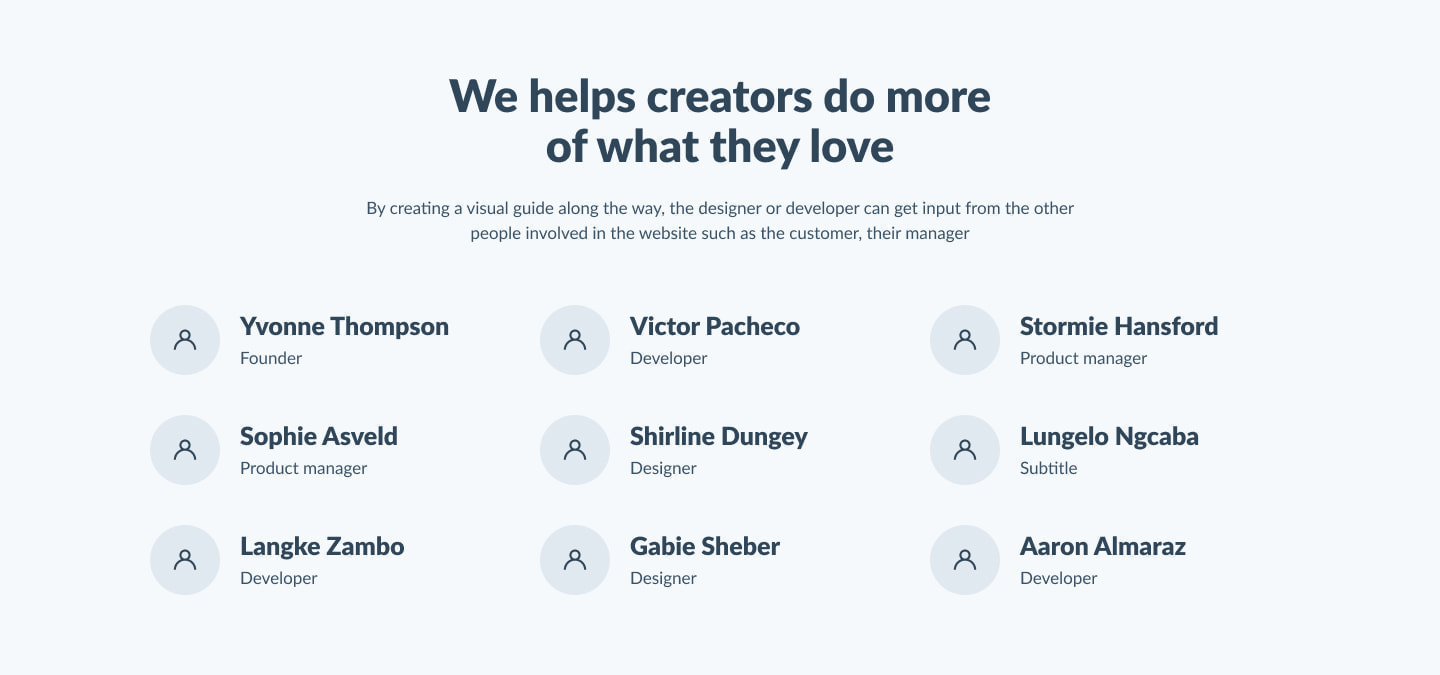 We helps creators do more
of what they love
By creating a visual guide along the way, the designer or developer can get input from the other
people involved in the website such as the customer, their manager
Yvonne Thompson
Founder
Victor Pacheco
Developer
Stormie Hansford
Product manager
Sophie Asveld
Product manager
Shirline Dungey
Designer
Lungelo Ngcaba
Subtitle
Langke Zambo
Developer
Gabie Sheber
Designer
Aaron Almaraz
Developer